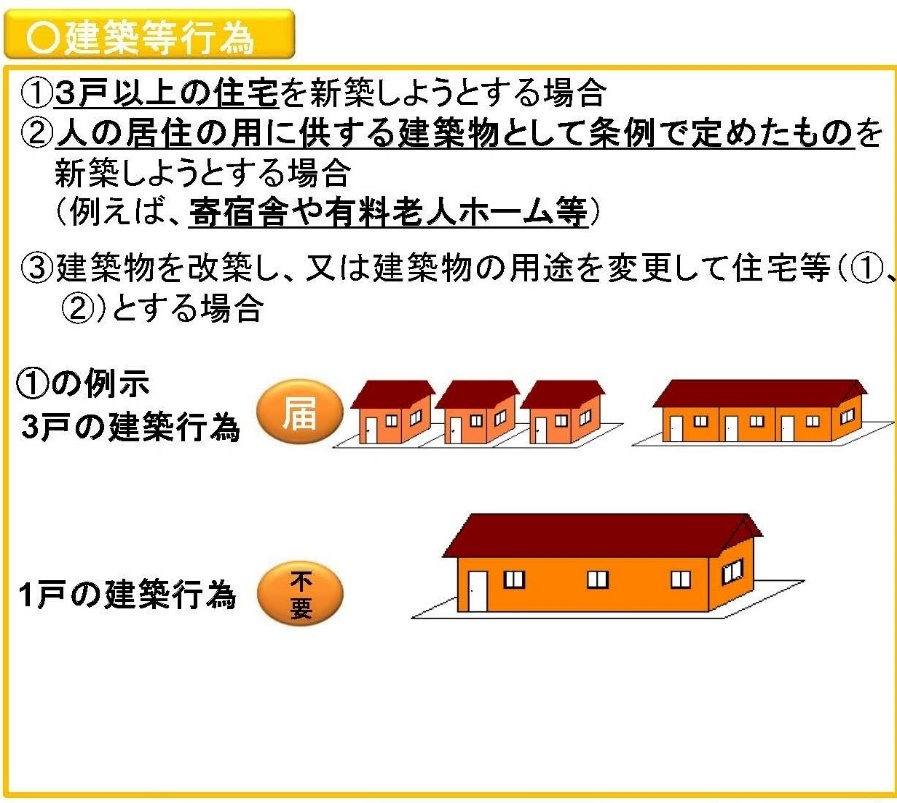 ○建築等行為
①3戸以上の住宅を新築しようとする場合
②人の居住の用に供する建築物として条例で定めたものを
新築しようとする場合
（例えば、寄宿舎や有料老人ホーム等）
③建築物を改築し、又は建築物の用途を変更して住宅等（①、
②）とする場合
①の例示
3戸の建築行為
届
1戸の建築行為
不要